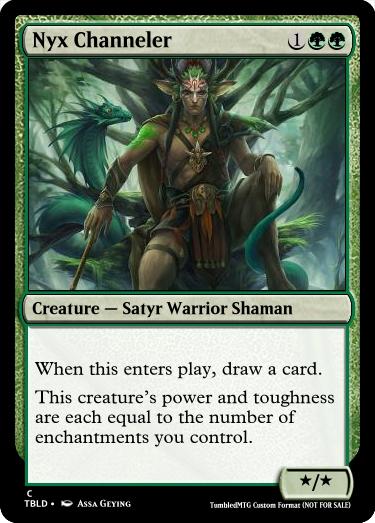 Nyx Channeler 1
Creature — Satyr Warrior Shaman
When this enters play, draw a card.
This creature's power and toughness
are each equal to the number of
enchantments you control.
★/★
C
TBLD • Assa Geying
TumbledMTG Custom Format (NOT FOR SALE)